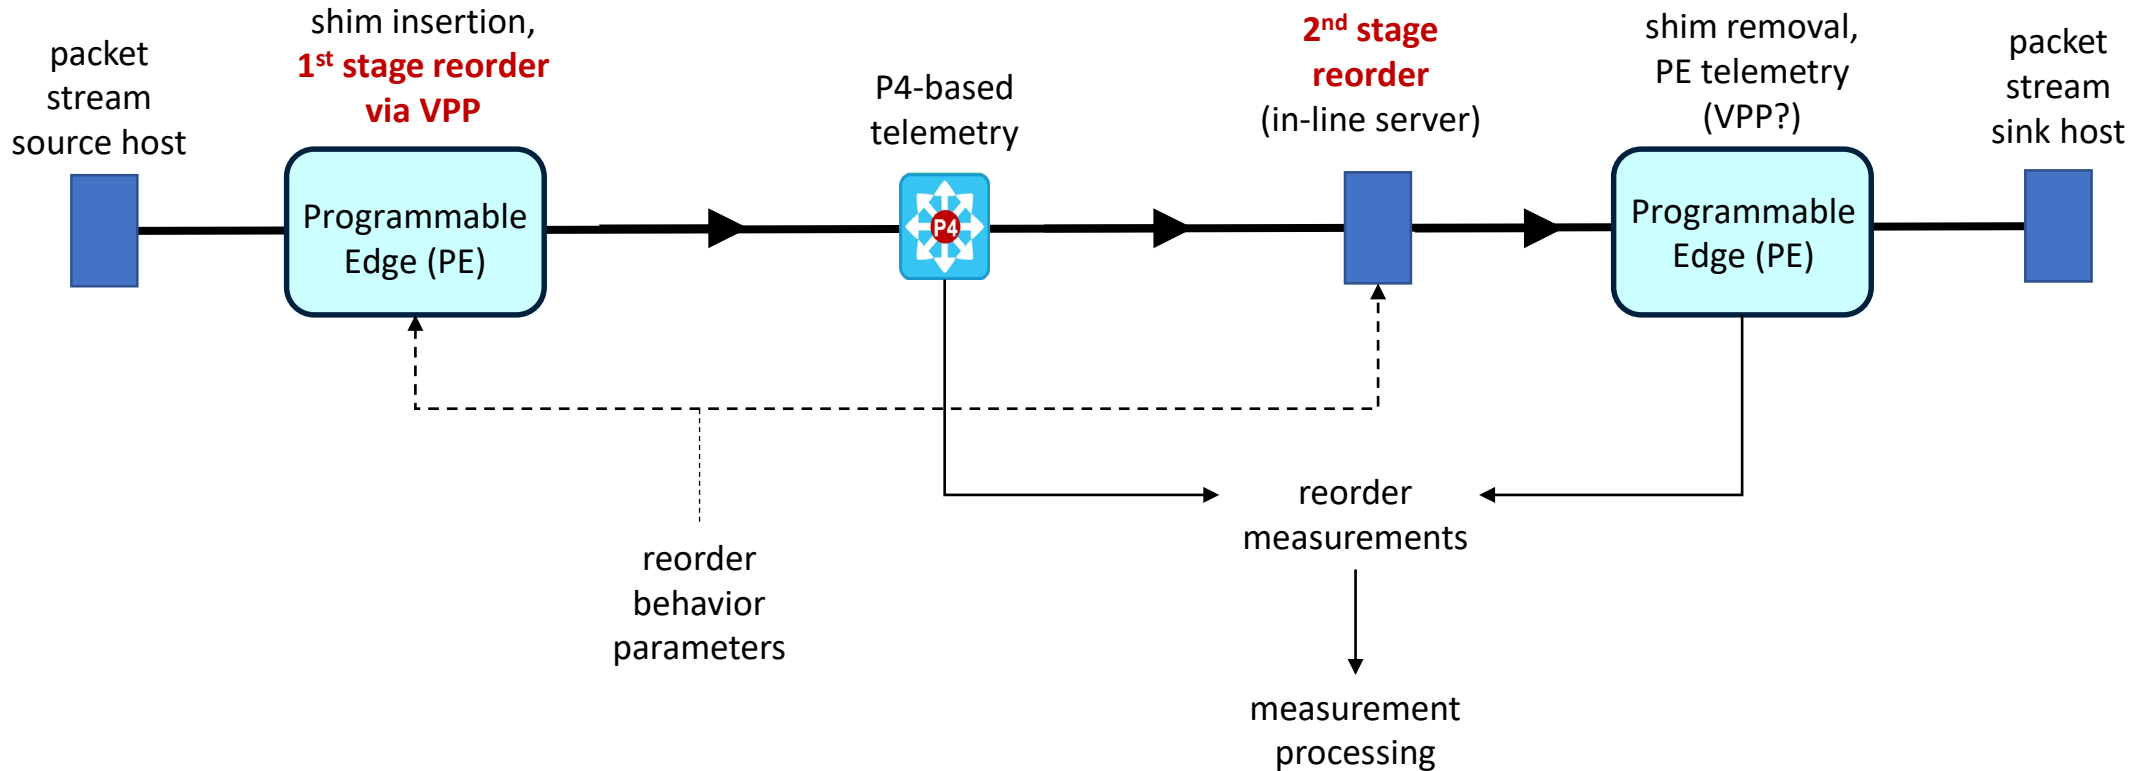 packet
stream
source host
shim insertion,
1st stage reorder
via VPP
Programmable
Edge (PE)
P4-based
telemetry
P4
2nd stage
reorder
(in-line server)
shim removal,
PE telemetry
(VPP?)
Programmable
Edge (PE)
packet
stream
sink host
reorder
behavior
parameters
reorder
measurements
measurement
processing